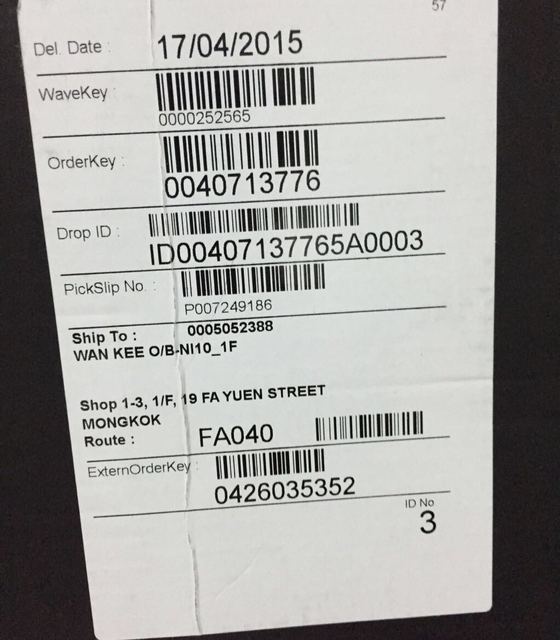 57
Del. Date : 17/04/2015
WaveKey :
0000252565
OrderKey :
0040713776
Drop ID :
ID00407137765A0003
PickSlip No. :
P007249186
Ship To : 0005052388
WAN KEE O/B-NI10_1F
Shop 1-3, 1/F, 19 FA YUEN STREET
MONGKOK
Route : FA040
ExternOrderKey :
0426035352
ID No
3